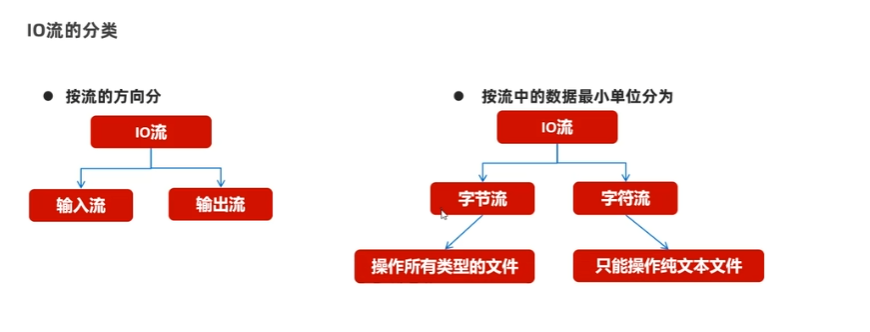 IO流的分类
按流的方向分
IO流
输入流
输出流
按流中的数据最小单位分为
IO流
字节流
字符流
操作所有类型的文件
只能操作纯文本文件